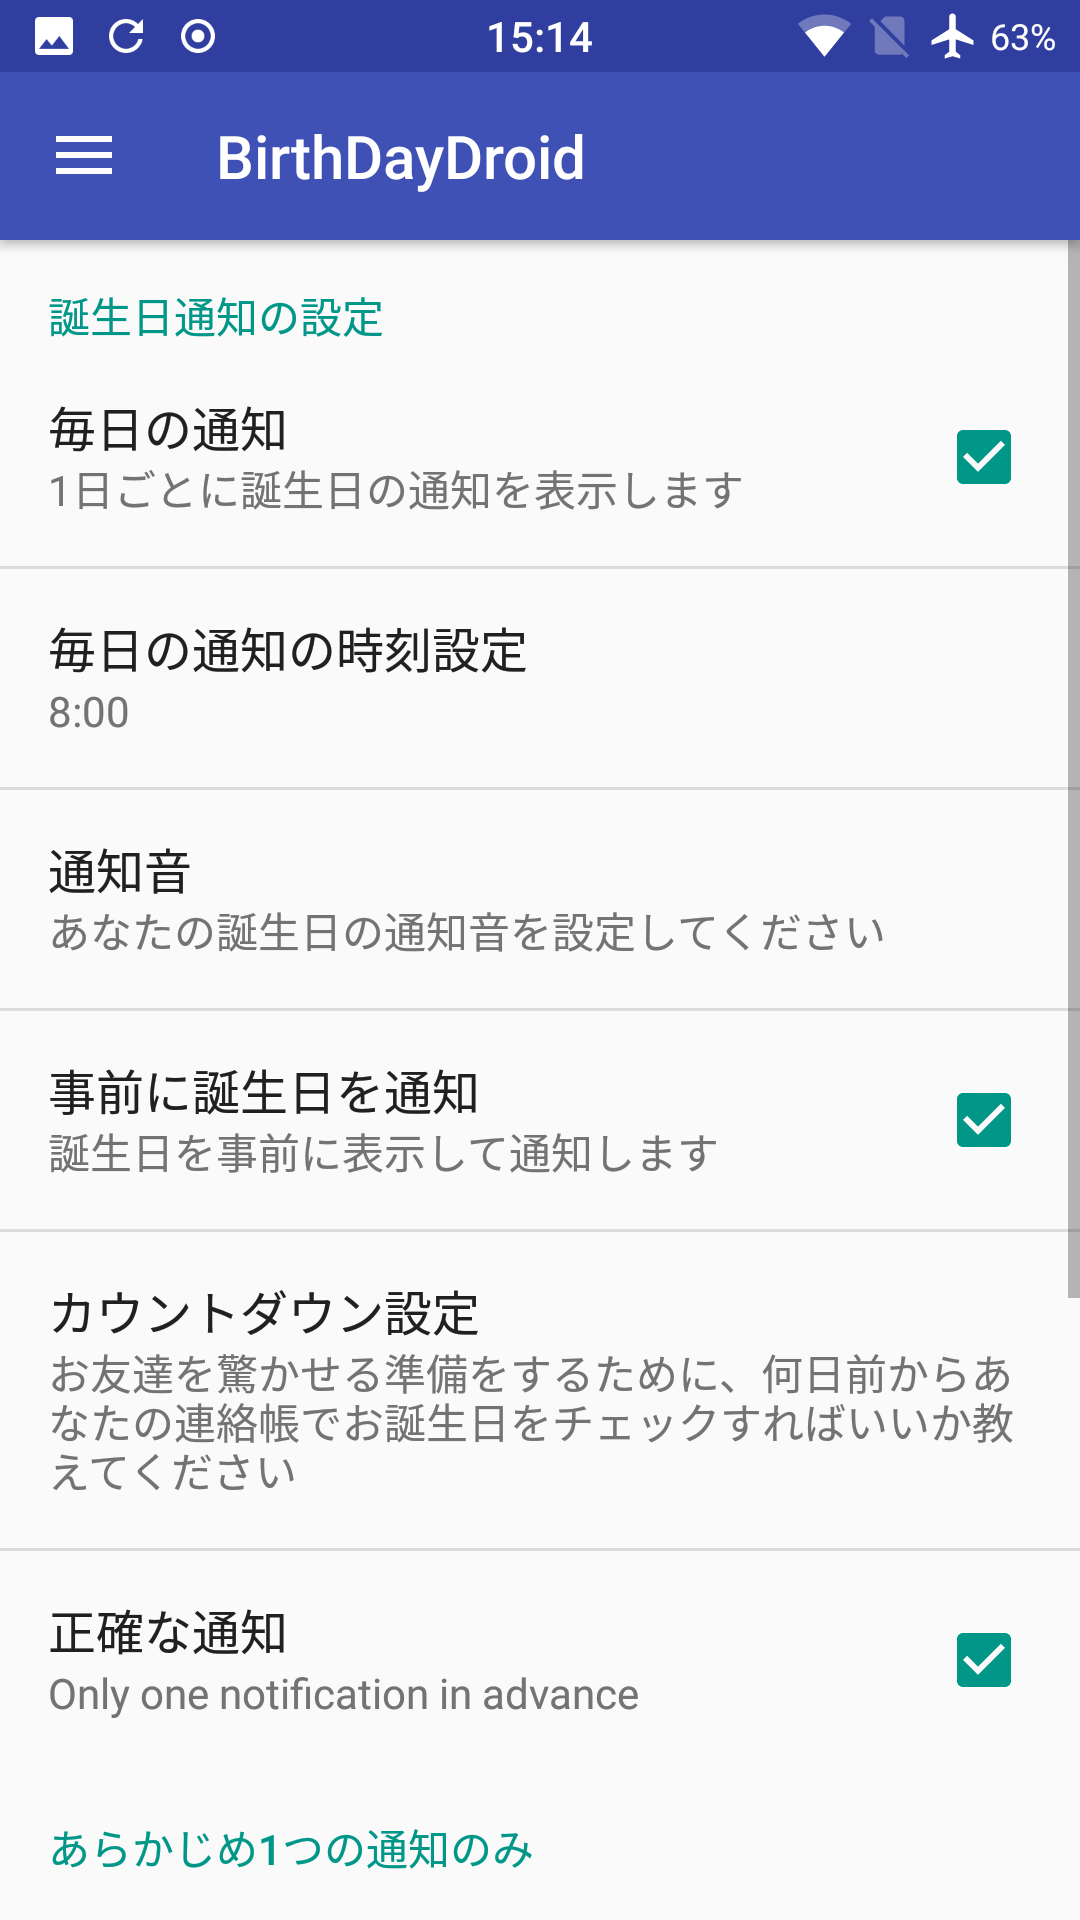 15:14
63%
BirthDayDroid
誕生日通知の設定
毎日の通知
1日ごとに誕生日の通知を表示します
毎日の通知の時刻設定
8:00
通知音
あなたの誕生日の通知音を設定してください
事前に誕生日を通知
誕生日を事前に表示して通知します
カウントダウン設定
お友達を驚かせる準備をするために、何日前からあ
なたの連絡帳でお誕生日をチェックすればいいか教
えてください
正確な通知
Only one notification in advance
あらかじめ1つの通知のみ